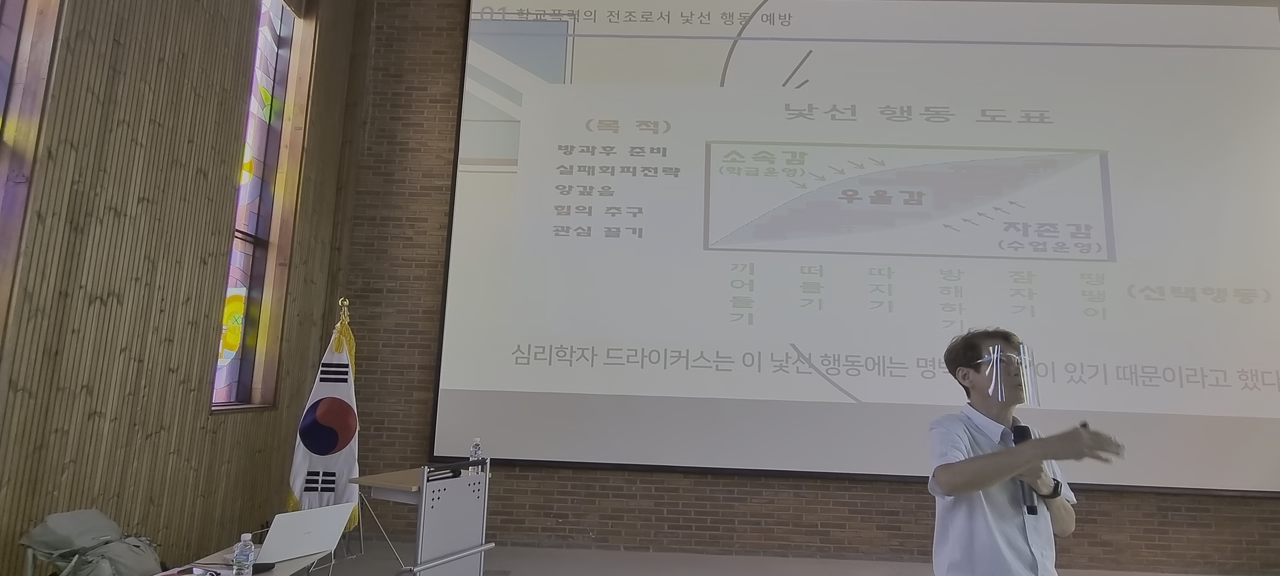 01 학교폭력의 전조로서 낯선 행동 예방
낯선 행동 도표
(목 적)
방과후 준비
실패회피전략
앙갚음
힘의 추구
관심 끌기
소속감
(학급운영)
우울감
자존감
(수업운영)
끼어들기
떠들기
따지기
방해하기
잠자기
땡땡이
(선택행동)
심리학자 드라이커스는 이 낯선 행동에는 이 있기 때문이라고 했다